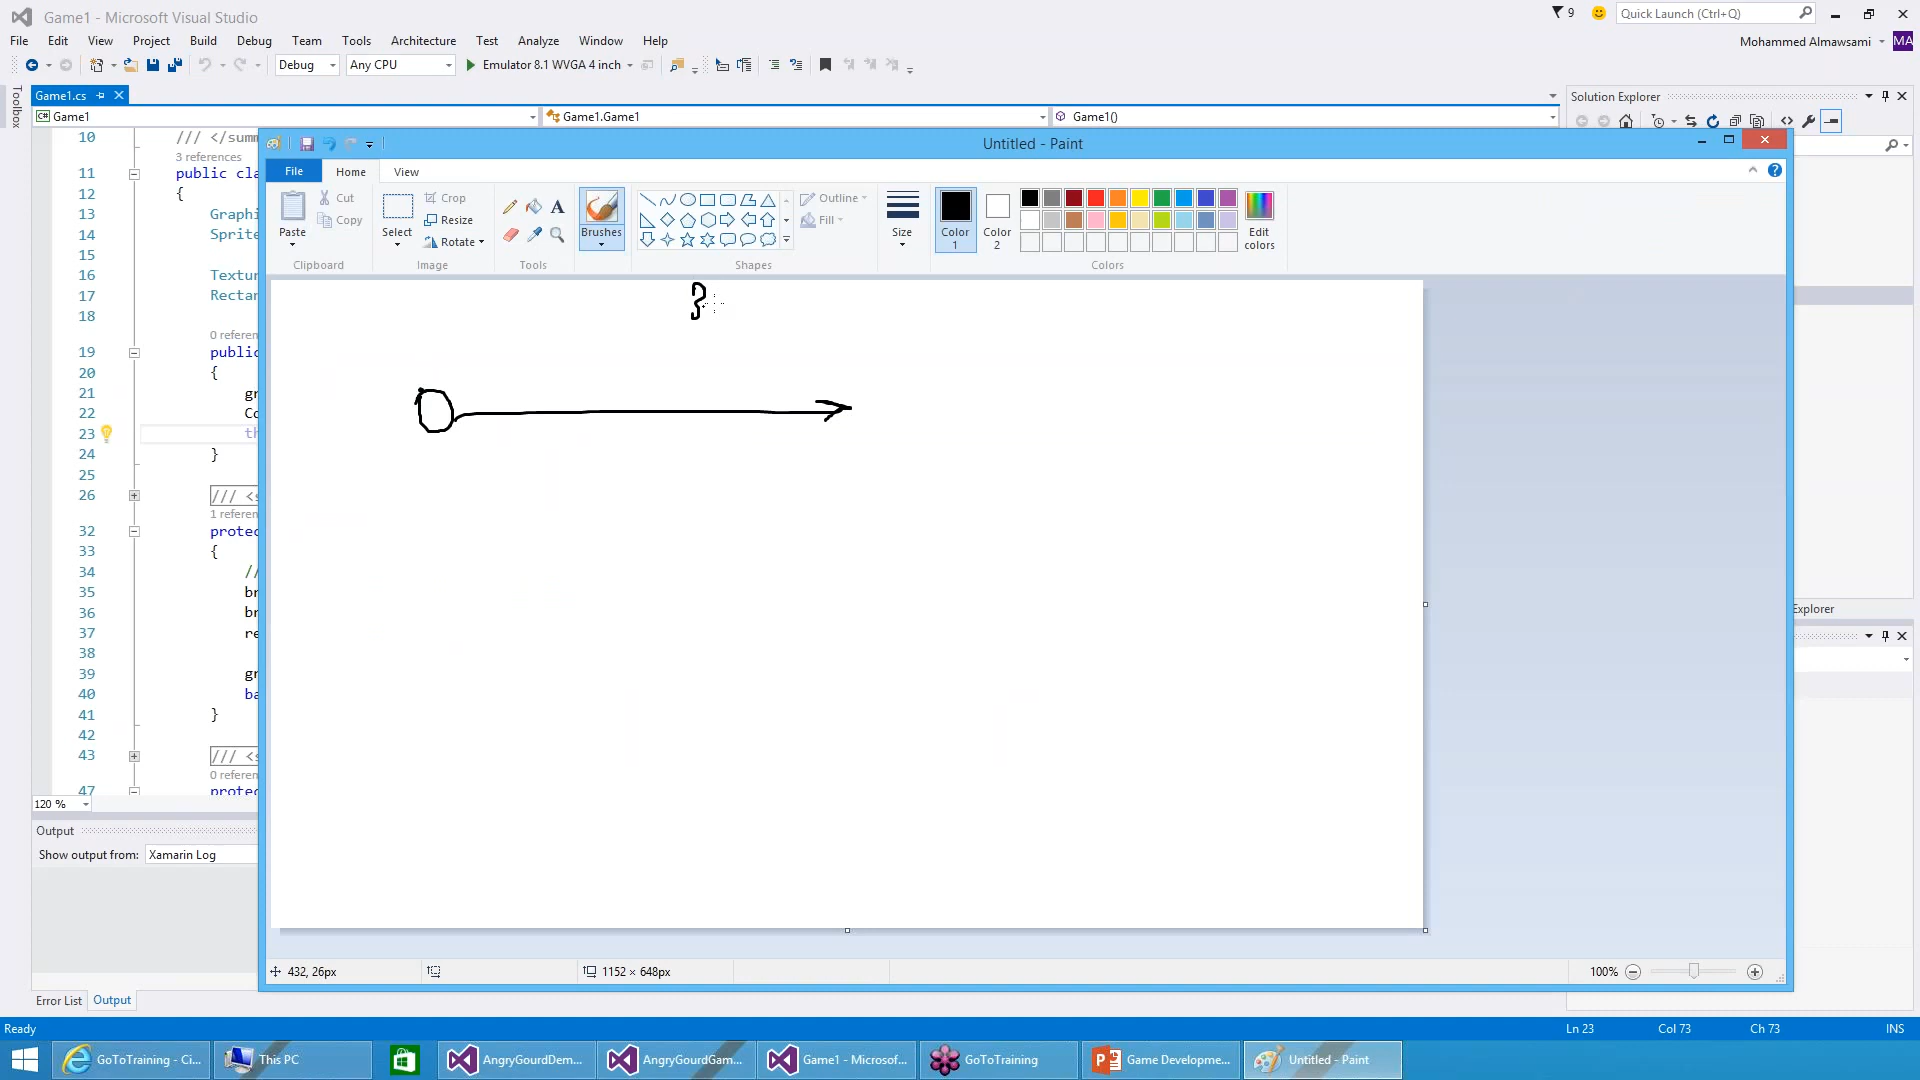 Game1 - Microsoft Visual Studio
9
Quick Launch (Ctrl+Q)
File Edit View Project Build Debug Team Tools Architecture Test Analyze Window Help
Mohammed Almawsami
MA
Debug
Any CPU
Emulator 8.1 WVGA 4 inch
Toolbox
Game1.cs
Solution Explorer
Game1
Game1.Game1
Game1()
10 /// </summ
3 references
11 public cla
12 {
13 Graphi
14 Sprite
15
16 Textur
17 Rectan
18
0 referen
19 public
20 {
21 gr
22 Co
23 th
24 }
25
26 /// <s
1 referen
32 protec
33 {
34 //
35 br
36 br
37 re
38
39 gr
40 ba
41 }
42
43 /// <s
0 referen
47 protec
120 %
Output
Show output from: Xamarin Log
Error List Output
Untitled - Paint
File Home View
Paste
Cut
Copy
Clipboard
Select
Crop
Resize
Rotate
Image
A
Tools
Brushes
Shapes
Outline
Fill
Size
Color 1
Color 2
Edit colors
Colors
432, 26px
1152 × 648px
100%
Explorer
Ready
Ln 23
Col 73
Ch 73
INS
GoToTraining - Ci...
This PC
AngryGourdDem...
AngryGourdGam...
Game1 - Microsof...
GoToTraining
Game Developme...
Untitled - Paint